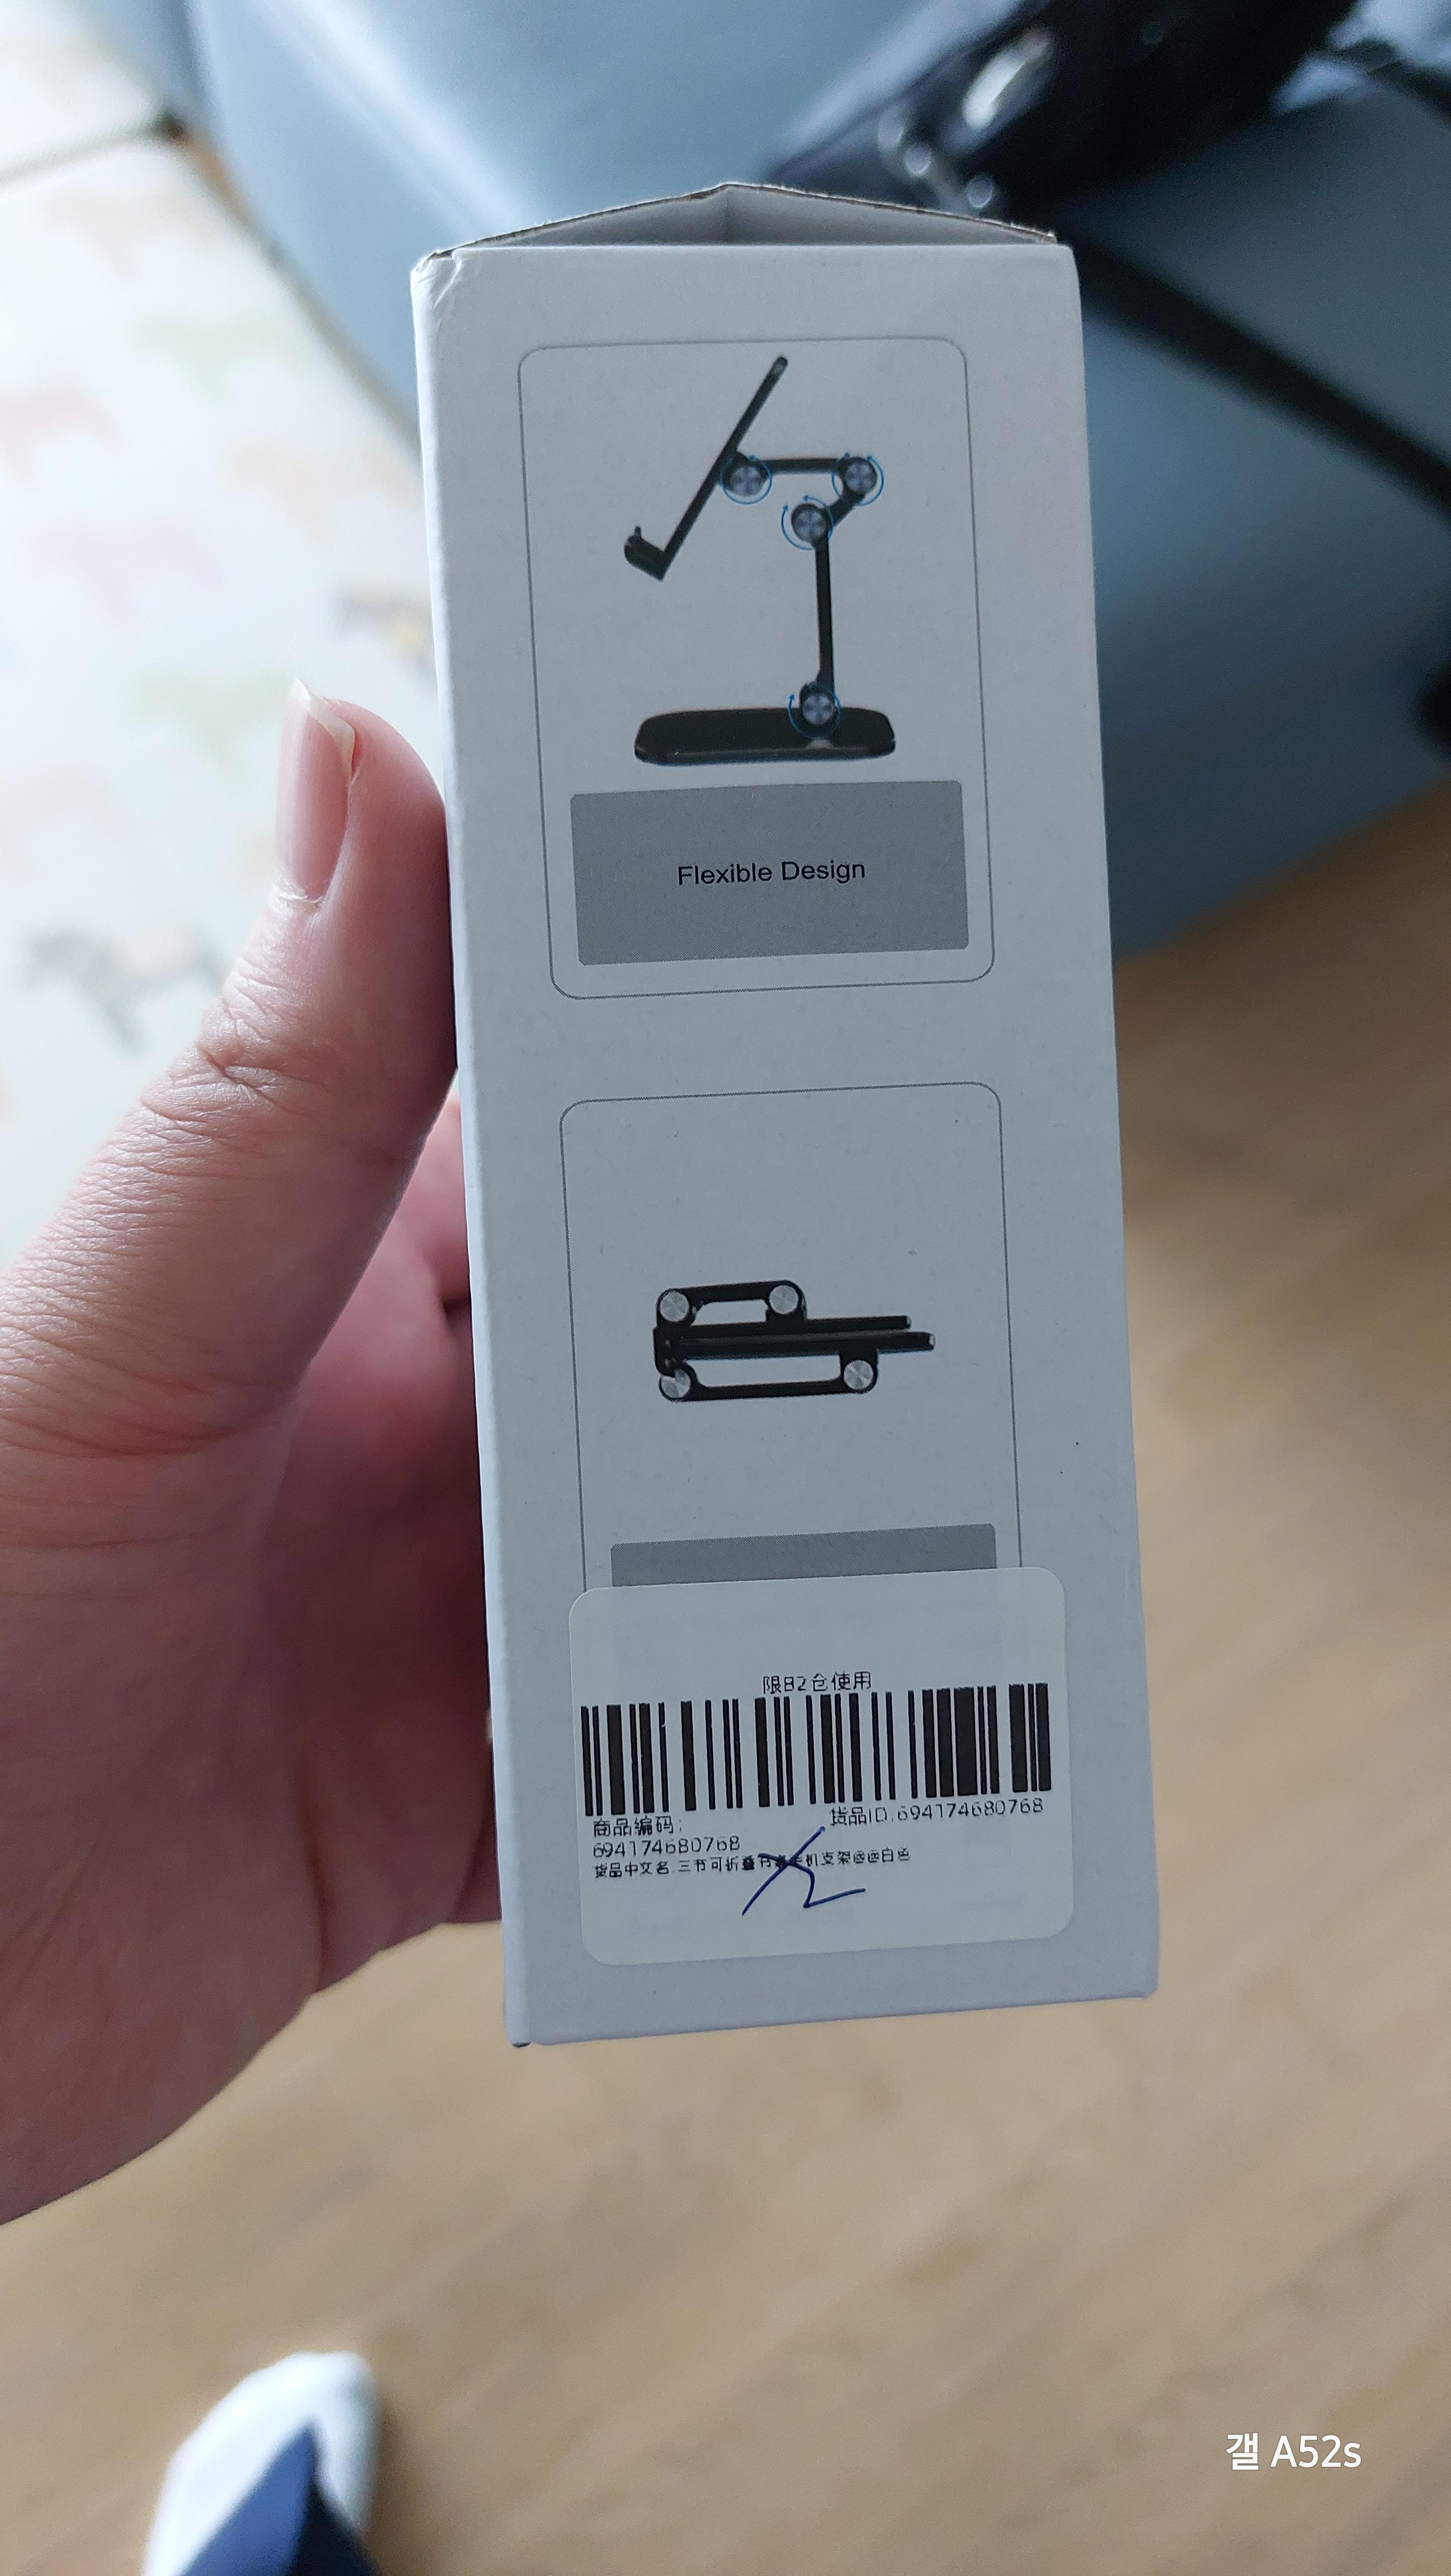 Flexible Design
限B2仓使用
商品编码:
货品ID:694174680768
694174680768
货品中文名:三节可折叠 机支架@@白色
갤 A52s